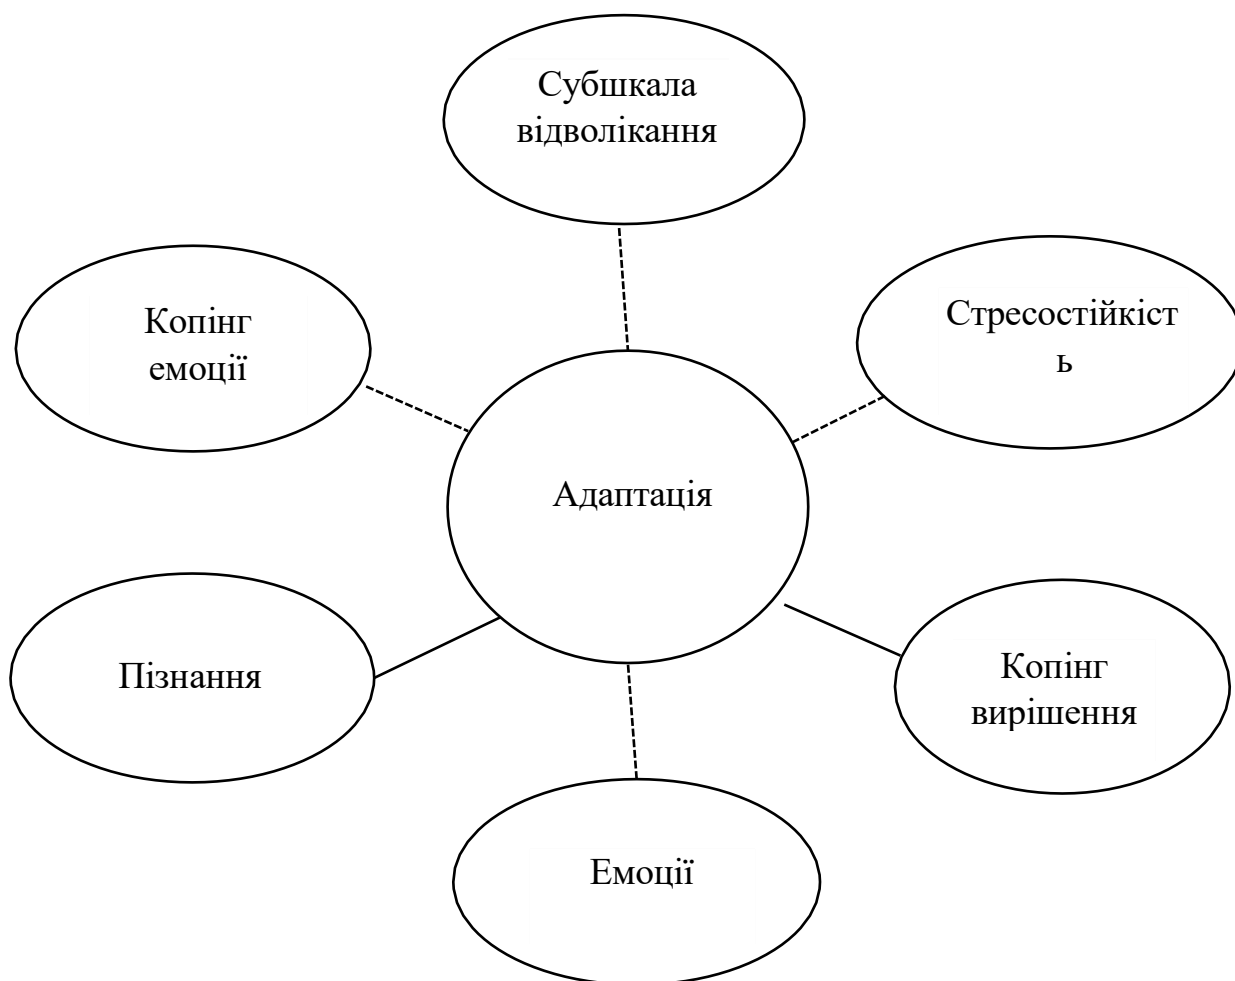 Субшкала
відволікання
Копінг
емоції
Стресостійкіст
ь
Адаптація
Пізнання
Копінг
вирішення
Емоції